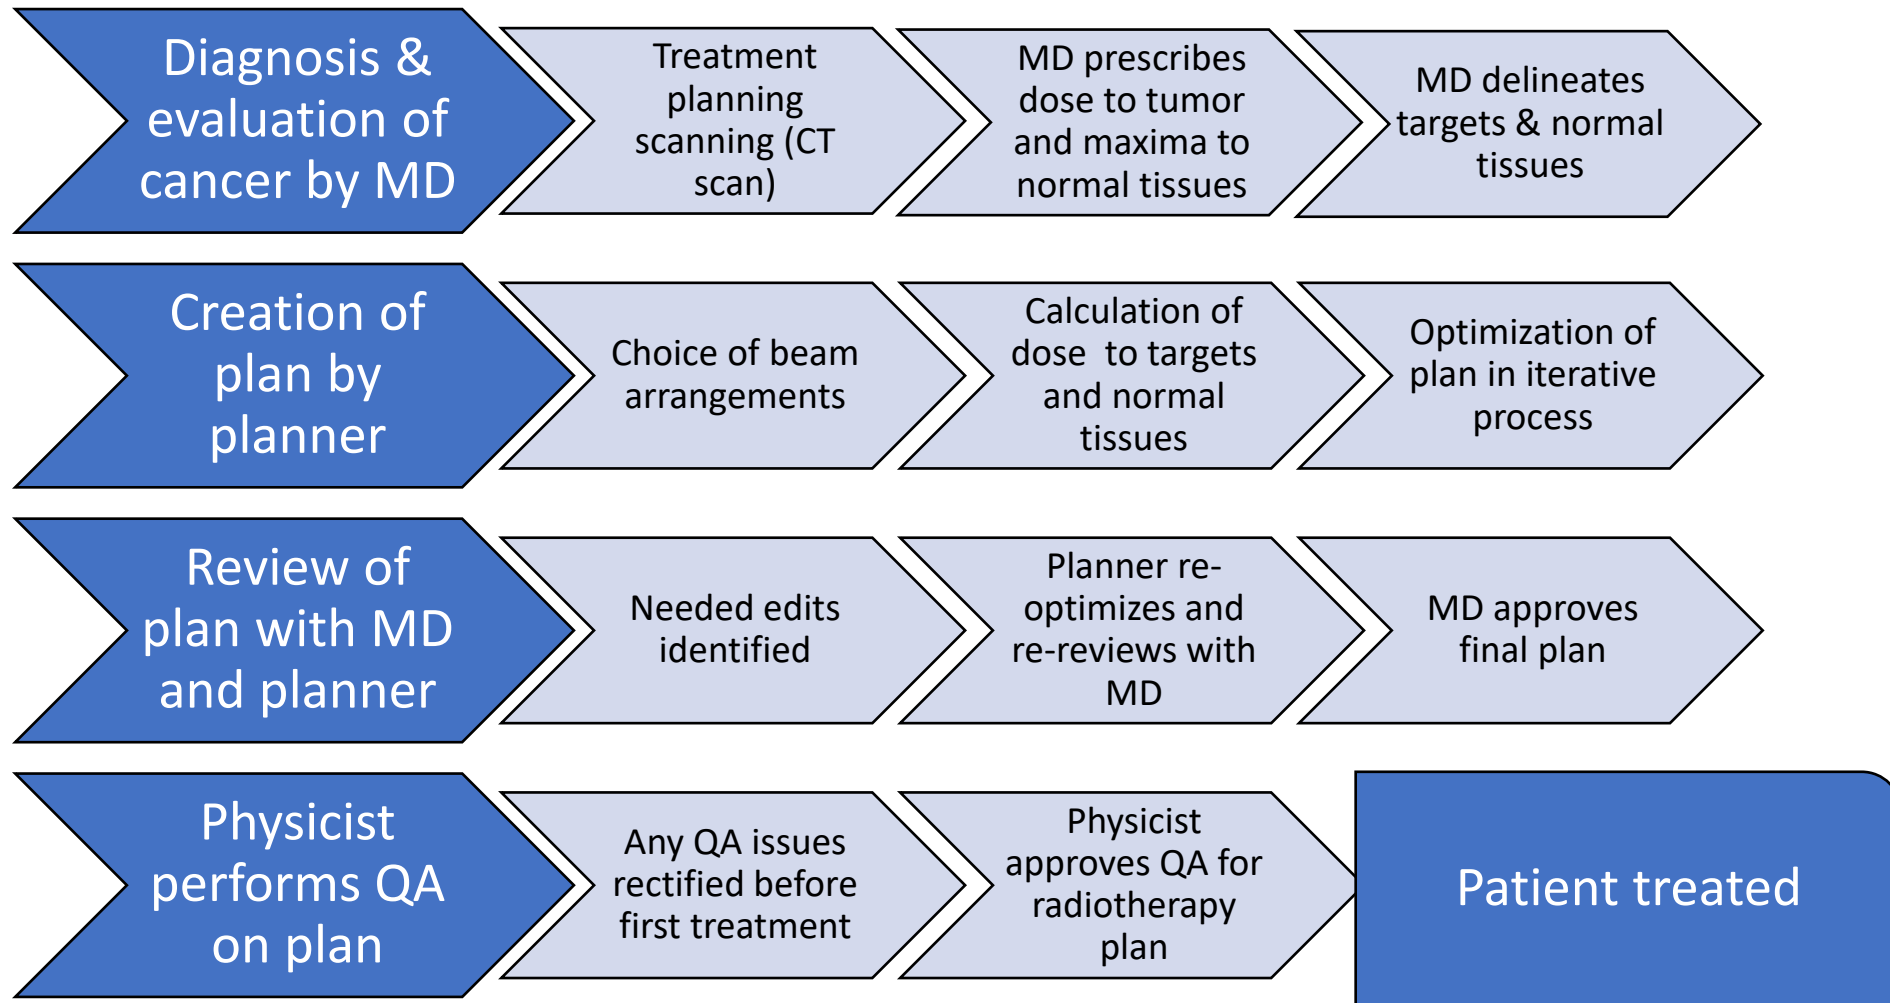 Diagnosis &
evaluation of
cancer by MD
Treatment
planning
scanning (CT
scan)
MD prescribes
dose to tumor
and maxima to
normal tissues
MD delineates
targets & normal
tissues
Creation of
plan by
planner
Choice of beam
arrangements
Calculation of
dose  to targets
and normal
tissues
Optimization of
plan in iterative
process
Review of
plan with MD
and planner
Needed edits
identified
Planner re-
optimizes and
re-reviews with
MD
MD approves
final plan
Physicist
performs QA
on plan
Any QA issues
rectified before
first treatment
Physicist
approves QA for
radiotherapy
plan
Patient treated